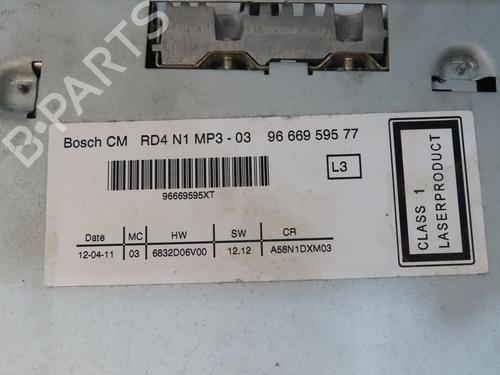 B-PARTS
Bosch CM RD4 N1 MP3 - 03 96 669 595 77
L3
96669595XT
Date MC HW SW CR
12-04-11 03 6832D06V00 12.12 A58N1DXM03
CLASS 1
LASERPRODUCT